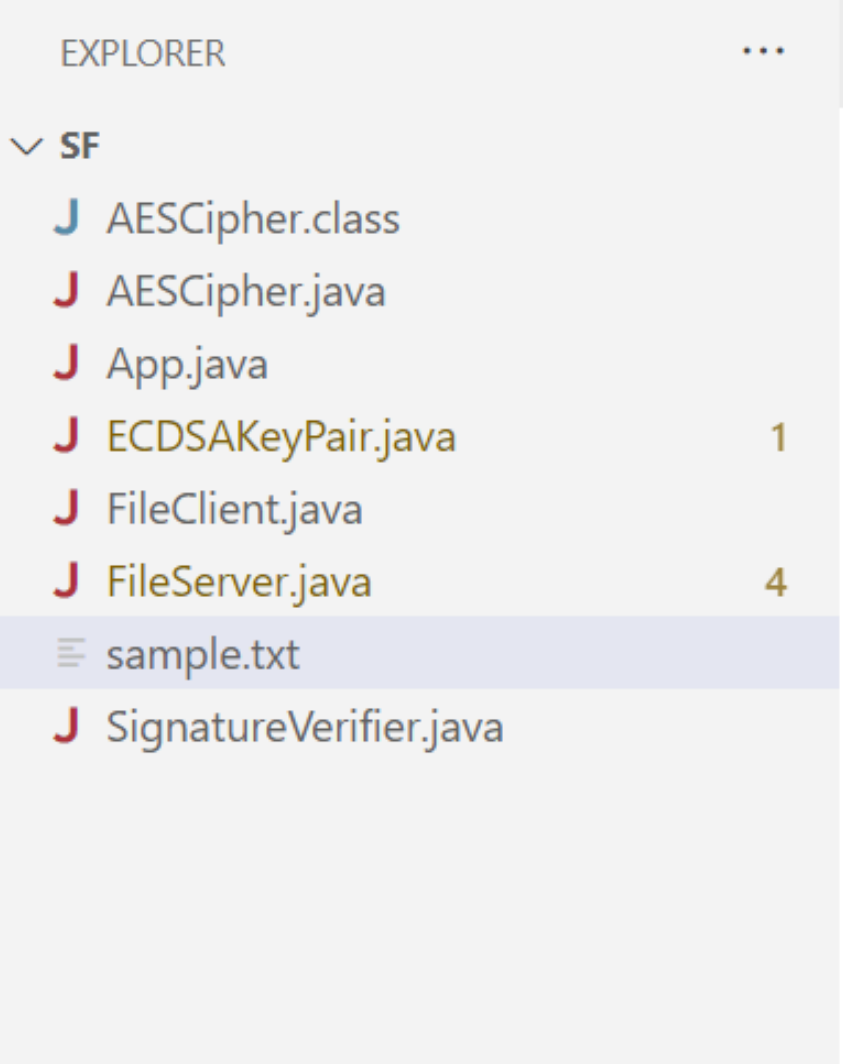 EXPLORER ...
SF
J AESCipher.class
J AESCipher.java
J App.java
J ECDSAKeyPair.java 1
J FileClient.java
J FileServer.java 4
sample.txt
J SignatureVerifier.java